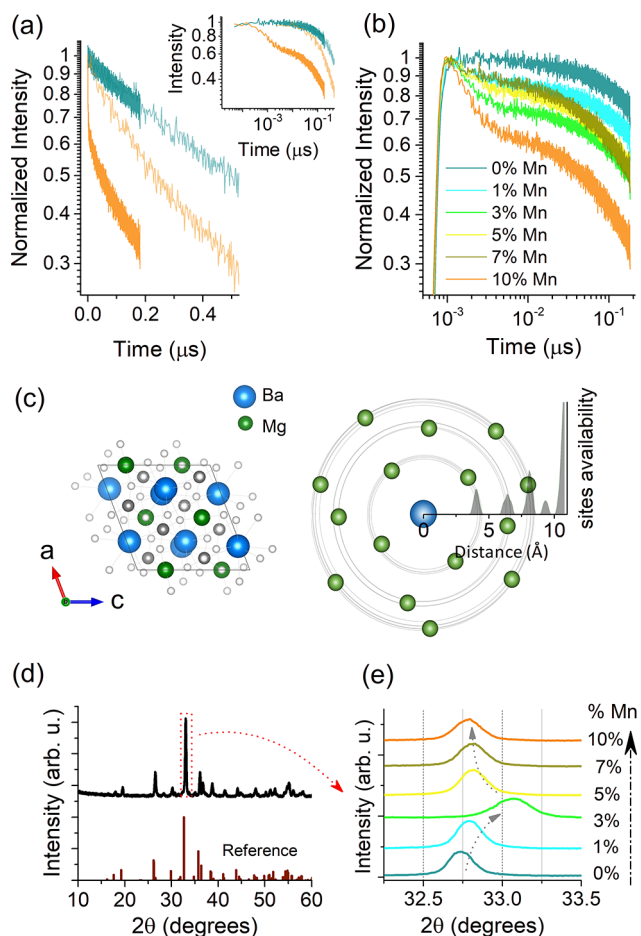 (a)
Normalized Intensity
1
0.9
0.8
0.7
0.6
0.5
0.4
0.3
0.0
0.2
0.4
Time (μs)
Intensity
1
0.8
0.6
0.4
10⁻³
10⁻¹
Time (μs)
(b)
Normalized Intensity
1
0.9
0.8
0.7
0.6
0.5
0.4
0.3
0% Mn
1% Mn
3% Mn
5% Mn
7% Mn
10% Mn
10⁻³
10⁻²
10⁻¹
Time (μs)
(c)
Ba
Mg
a
c
sites availability
0
5
10
Distance (Å)
(d)
Intensity (arb. u.)
Reference
10
20
30
40
50
60
2θ (degrees)
(e)
Intensity (arb. u.)
% Mn
10%
7%
5%
3%
1%
0%
32.5
33.0
33.5
2θ (degrees)